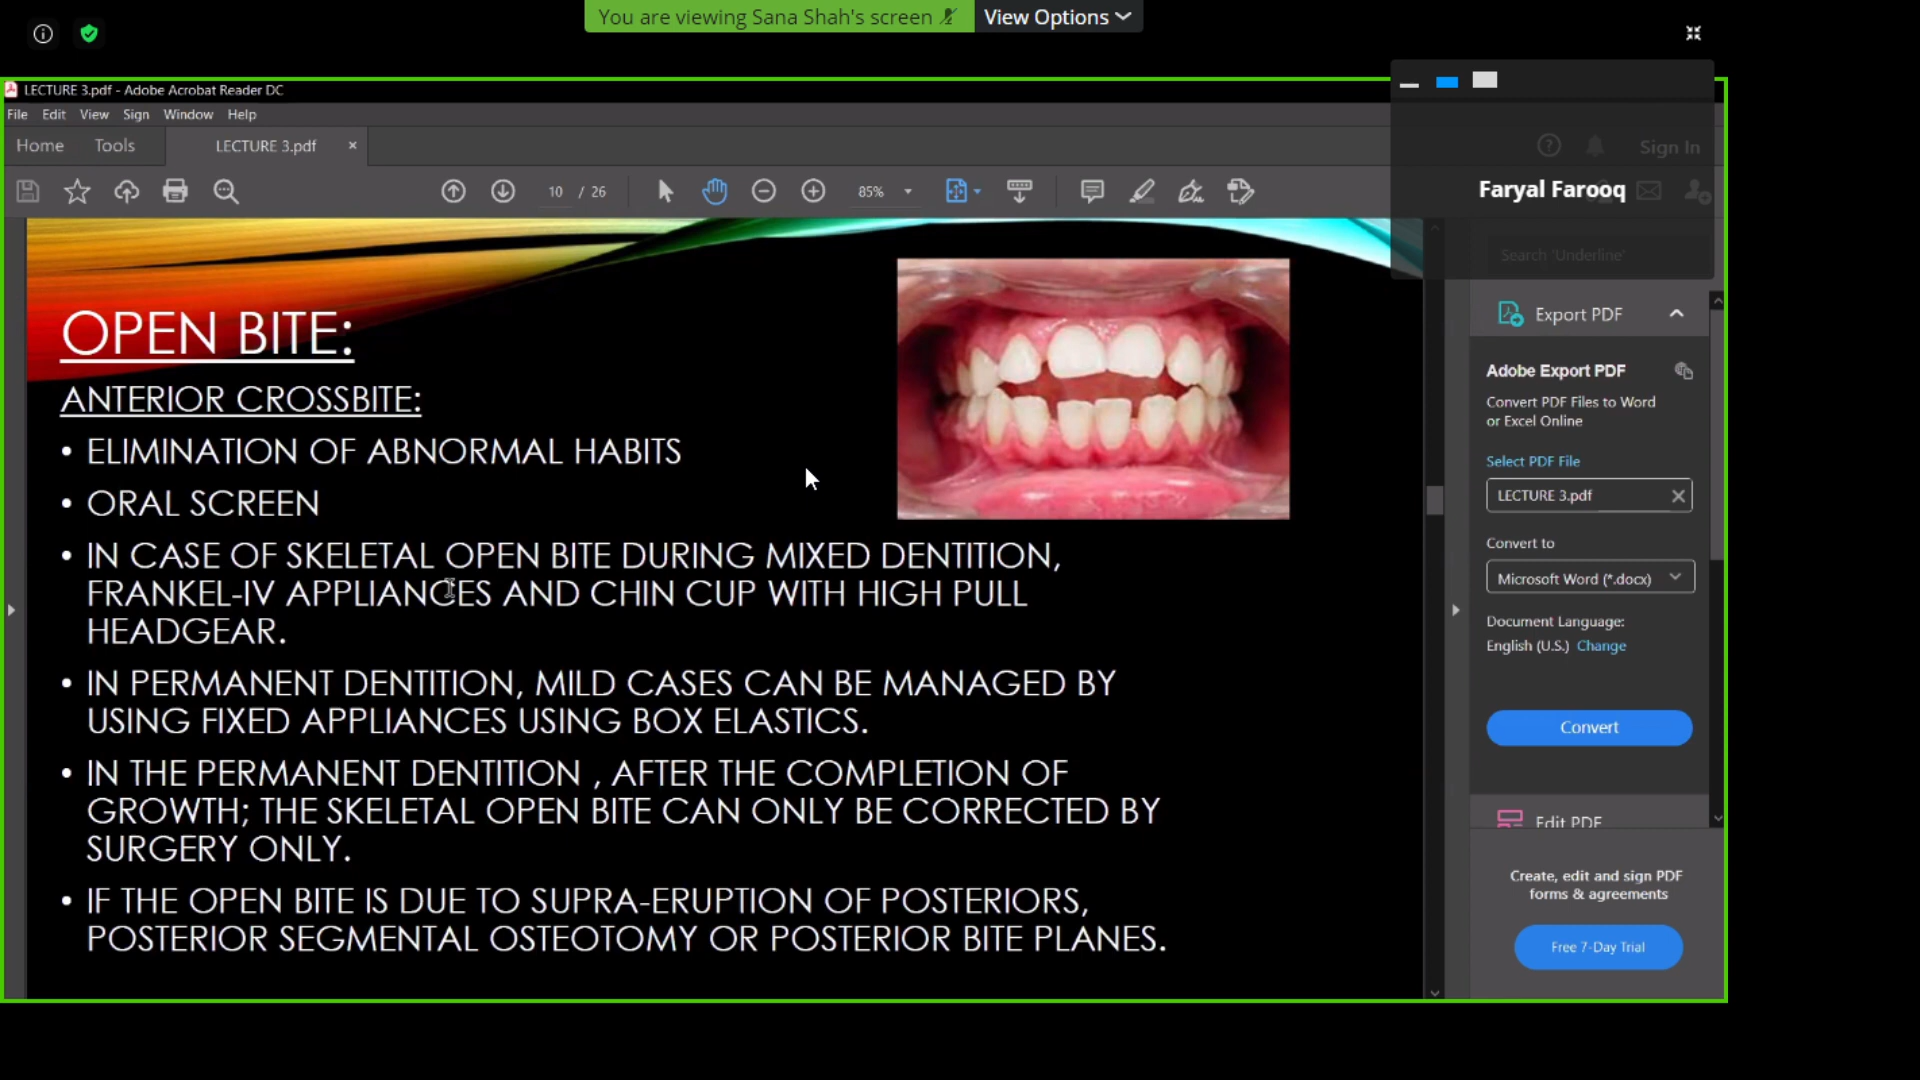 You are viewing Sana Shah's screen
View Options
LECTURE 3.pdf - Adobe Acrobat Reader DC
File Edit View Sign Window Help
Home Tools LECTURE 3.pdf ×
Sign In
10 / 26
85%
Faryal Farooq
Search 'Underline'
OPEN BITE:
ANTERIOR CROSSBITE:
• ELIMINATION OF ABNORMAL HABITS
• ORAL SCREEN
• IN CASE OF SKELETAL OPEN BITE DURING MIXED DENTITION,
FRANKEL-IV APPLIANCES AND CHIN CUP WITH HIGH PULL
HEADGEAR.
• IN PERMANENT DENTITION, MILD CASES CAN BE MANAGED BY
USING FIXED APPLIANCES USING BOX ELASTICS.
• IN THE PERMANENT DENTITION , AFTER THE COMPLETION OF
GROWTH; THE SKELETAL OPEN BITE CAN ONLY BE CORRECTED BY
SURGERY ONLY.
• IF THE OPEN BITE IS DUE TO SUPRA-ERUPTION OF POSTERIORS,
POSTERIOR SEGMENTAL OSTEOTOMY OR POSTERIOR BITE PLANES.
Export PDF
Adobe Export PDF
Convert PDF Files to Word
or Excel Online
Select PDF File
LECTURE 3.pdf
Convert to
Microsoft Word (*.docx)
Document Language:
English (U.S.) Change
Convert
Edit PDF
Create, edit and sign PDF
forms & agreements
Free 7-Day Trial